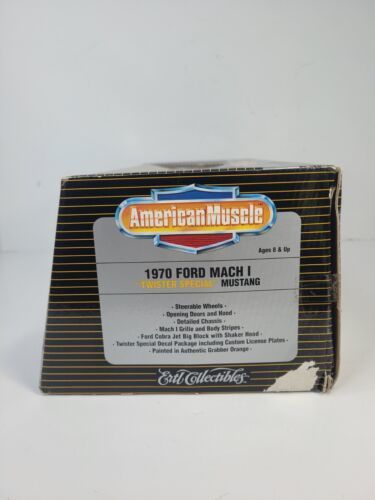 American Muscle
Ages 8 & Up
1970 FORD MACH I
"TWISTER SPECIAL" MUSTANG
· Steerable Wheels ·
· Opening Doors and Hood ·
· Detailed Chassis ·
· Mach I Grille and Body Stripes ·
· Ford Cobra Jet Big Block with Shaker Hood ·
· Twister Special Decal Package including Custom License Plates ·
· Painted in Authentic Grabber Orange ·
Ertl Collectibles